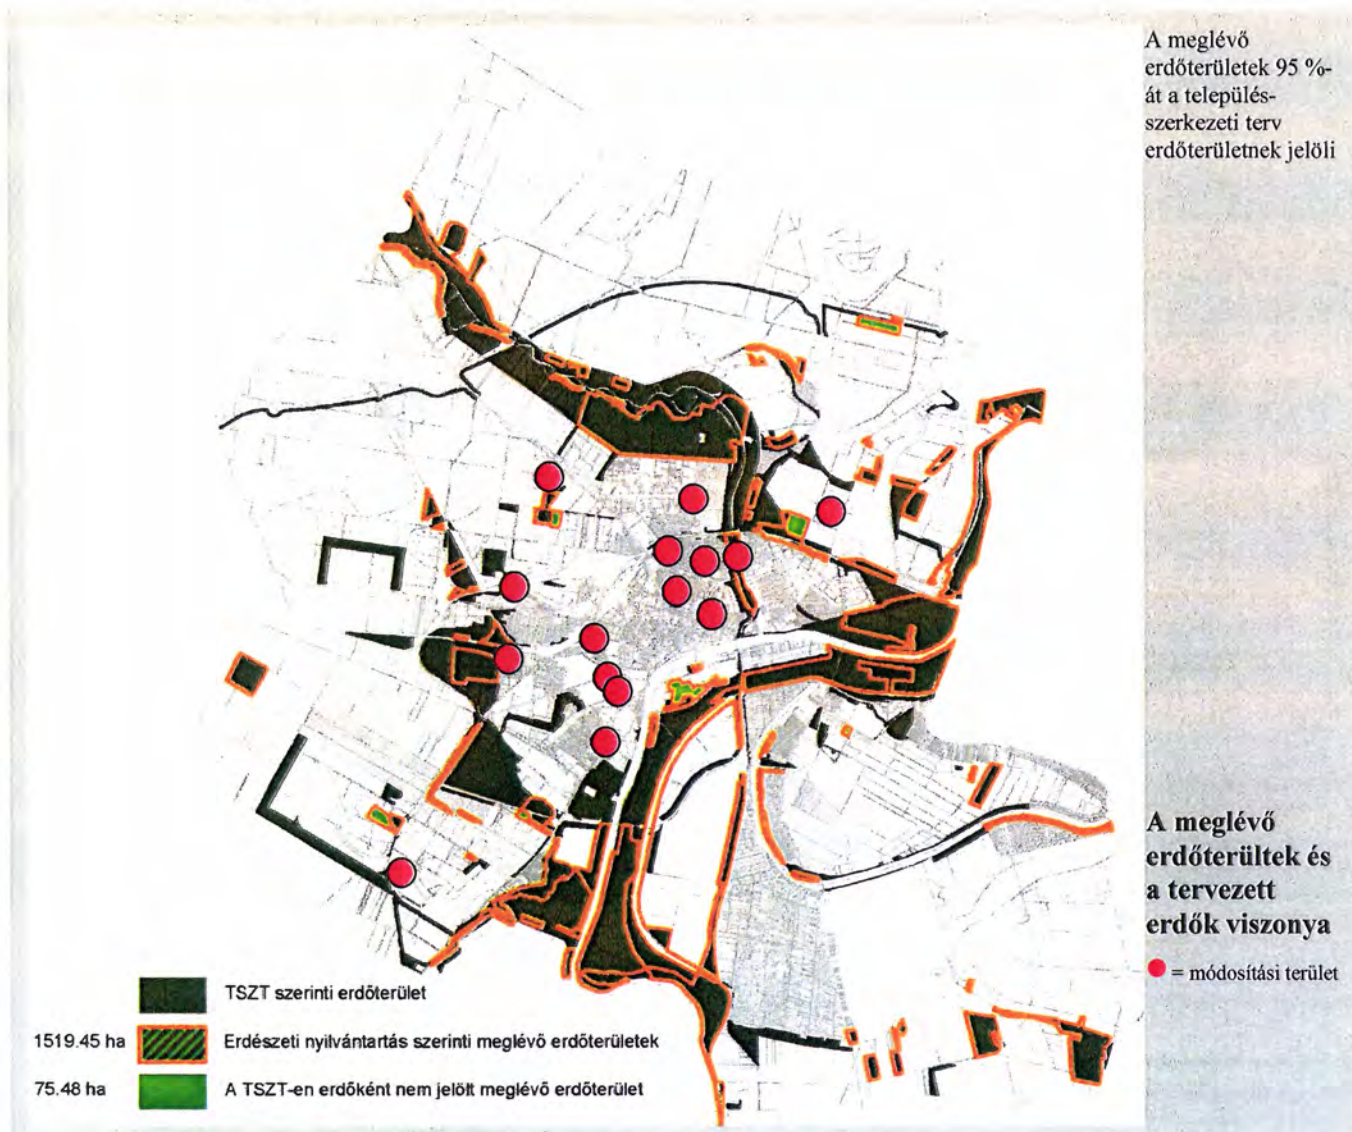 A meglévő
erdőterületek 95 %-
át a település-
szerkezeti terv
erdőterületnek jelöli
A meglévő
erdőterültek és
a tervezett
erdők viszonya
= módosítási terület
TSZT szerinti erdőterület
1519.45 ha Erdészeti nyilvántartás szerinti meglévő erdőterületek
75.48 ha A TSZT-en erdőként nem jelölt meglévő erdőterület